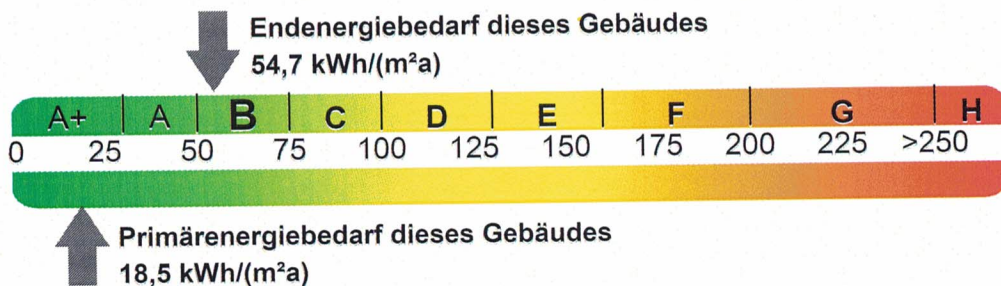 Endenergiebedarf dieses Gebäudes
54,7 kWh/(m²a)
A+ A B C D E F G H
0 25 50 75 100 125 150 175 200 225 >250
Primärenergiebedarf dieses Gebäudes
18,5 kWh/(m²a)